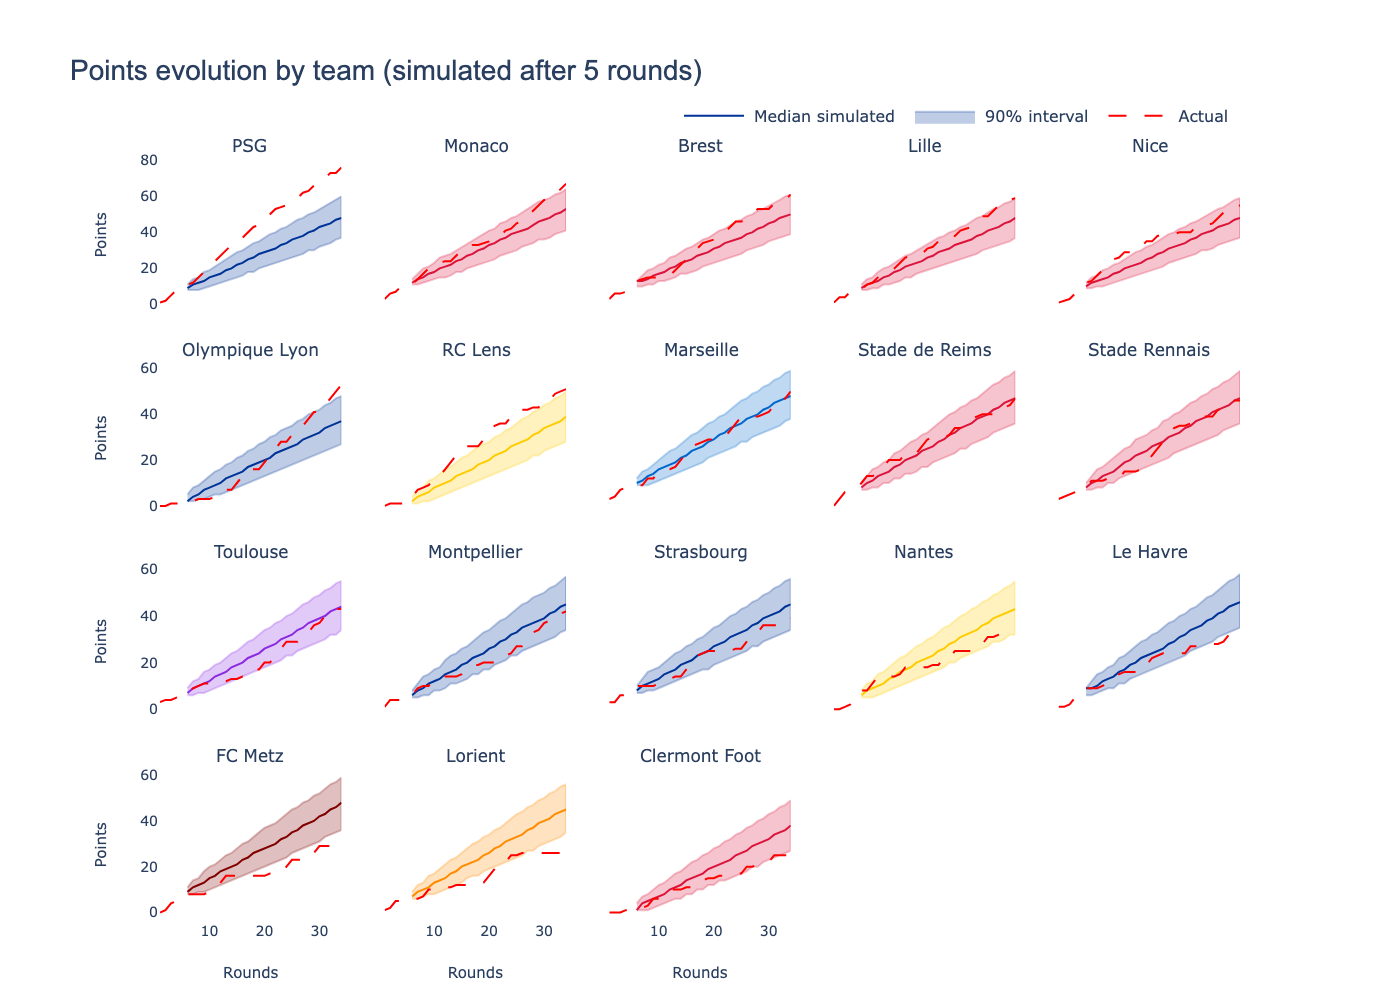 Points evolution by team (simulated after 5 rounds)
Median simulated 90% interval Actual
PSG Monaco Brest Lille Nice
80
60
40
20
0
Points
Olympique Lyon RC Lens Marseille Stade de Reims Stade Rennais
60
40
20
0
Points
Toulouse Montpellier Strasbourg Nantes Le Havre
60
40
20
0
Points
FC Metz Lorient Clermont Foot
60
40
20
0
Points
10 20 30 10 20 30 10 20 30
Rounds Rounds Rounds